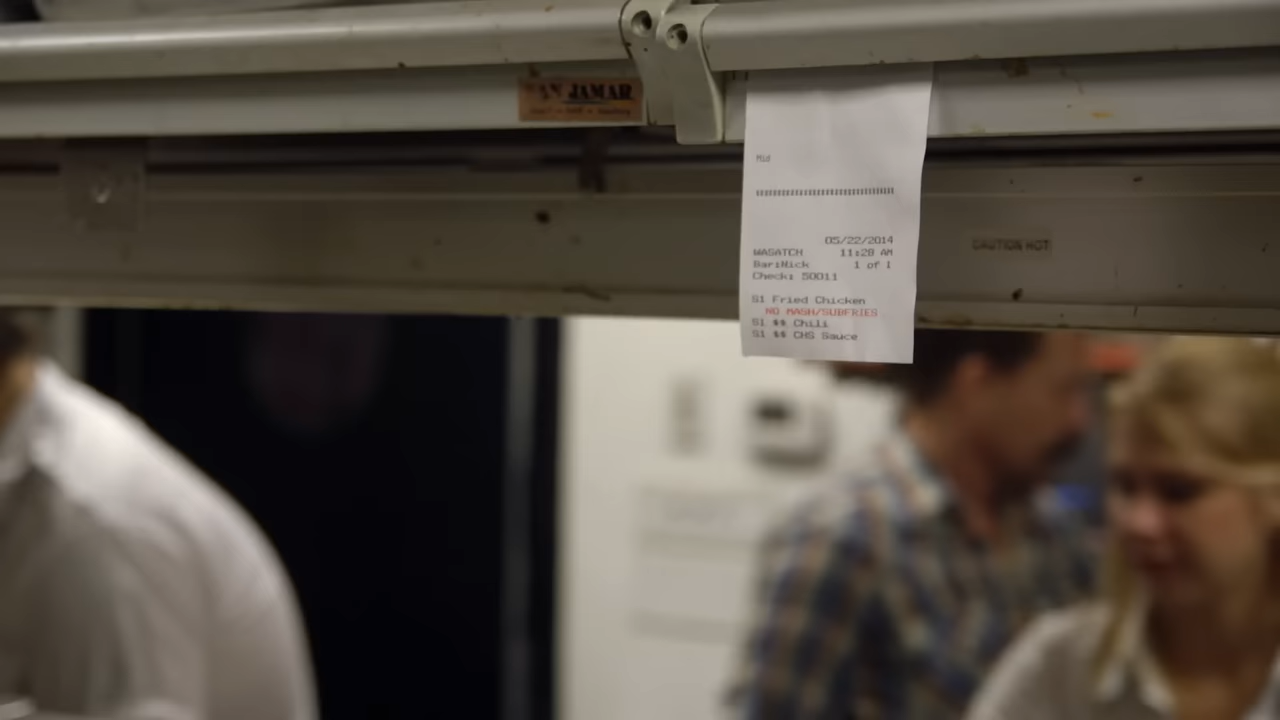 SAN JAMAR
Mid
05/22/2014
WASATCH 11:28 AM
Bar:Nick 1 of 1
Check: 50011
S1 Fried Chicken
NO MASH/SUBFRIES
S1 $$ Chili
S1 $$ CHS Sauce
CAUTION HOT